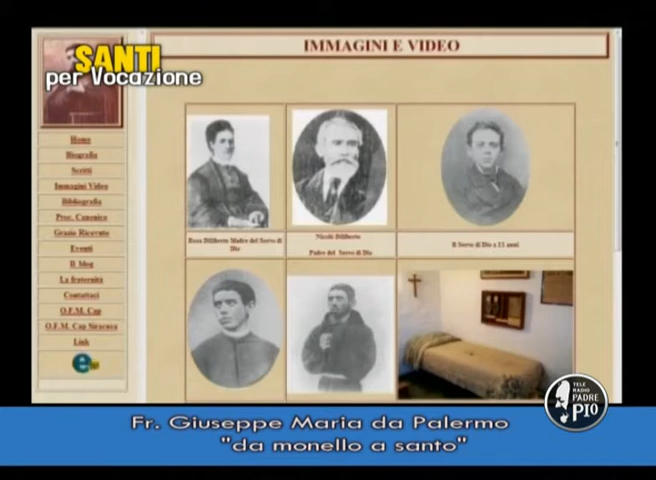 SANTI
per Vocazione
IMMAGINI E VIDEO
Home
Biografia
Scritti
Immagini Video
Bibliografia
Proc. Canonico
Grazie Ricevute
Eventi
Il blog
La fraternità
Contattaci
O.F.M. Cap
O.F.M. Cap Siracusa
Link
Rosa Diliberto Madre del Servo di
Dio
Nicolò Diliberto
Padre del Servo di Dio
Il Servo di Dio a 13 anni
TELE
RADIO
PADRE
PIO
Fr. Giuseppe Maria da Palermo
"da monello a santo"